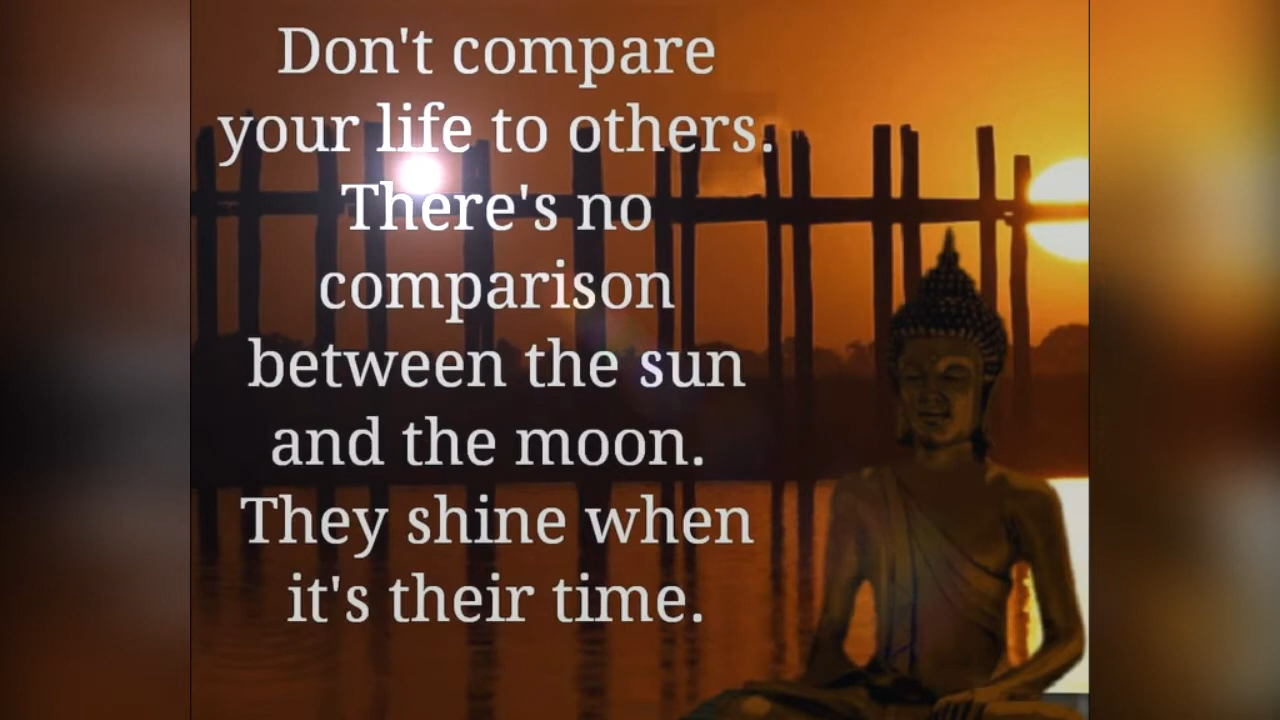 Don't compare
your life to others.
There's no
comparison
between the sun
and the moon.
They shine when
it's their time.